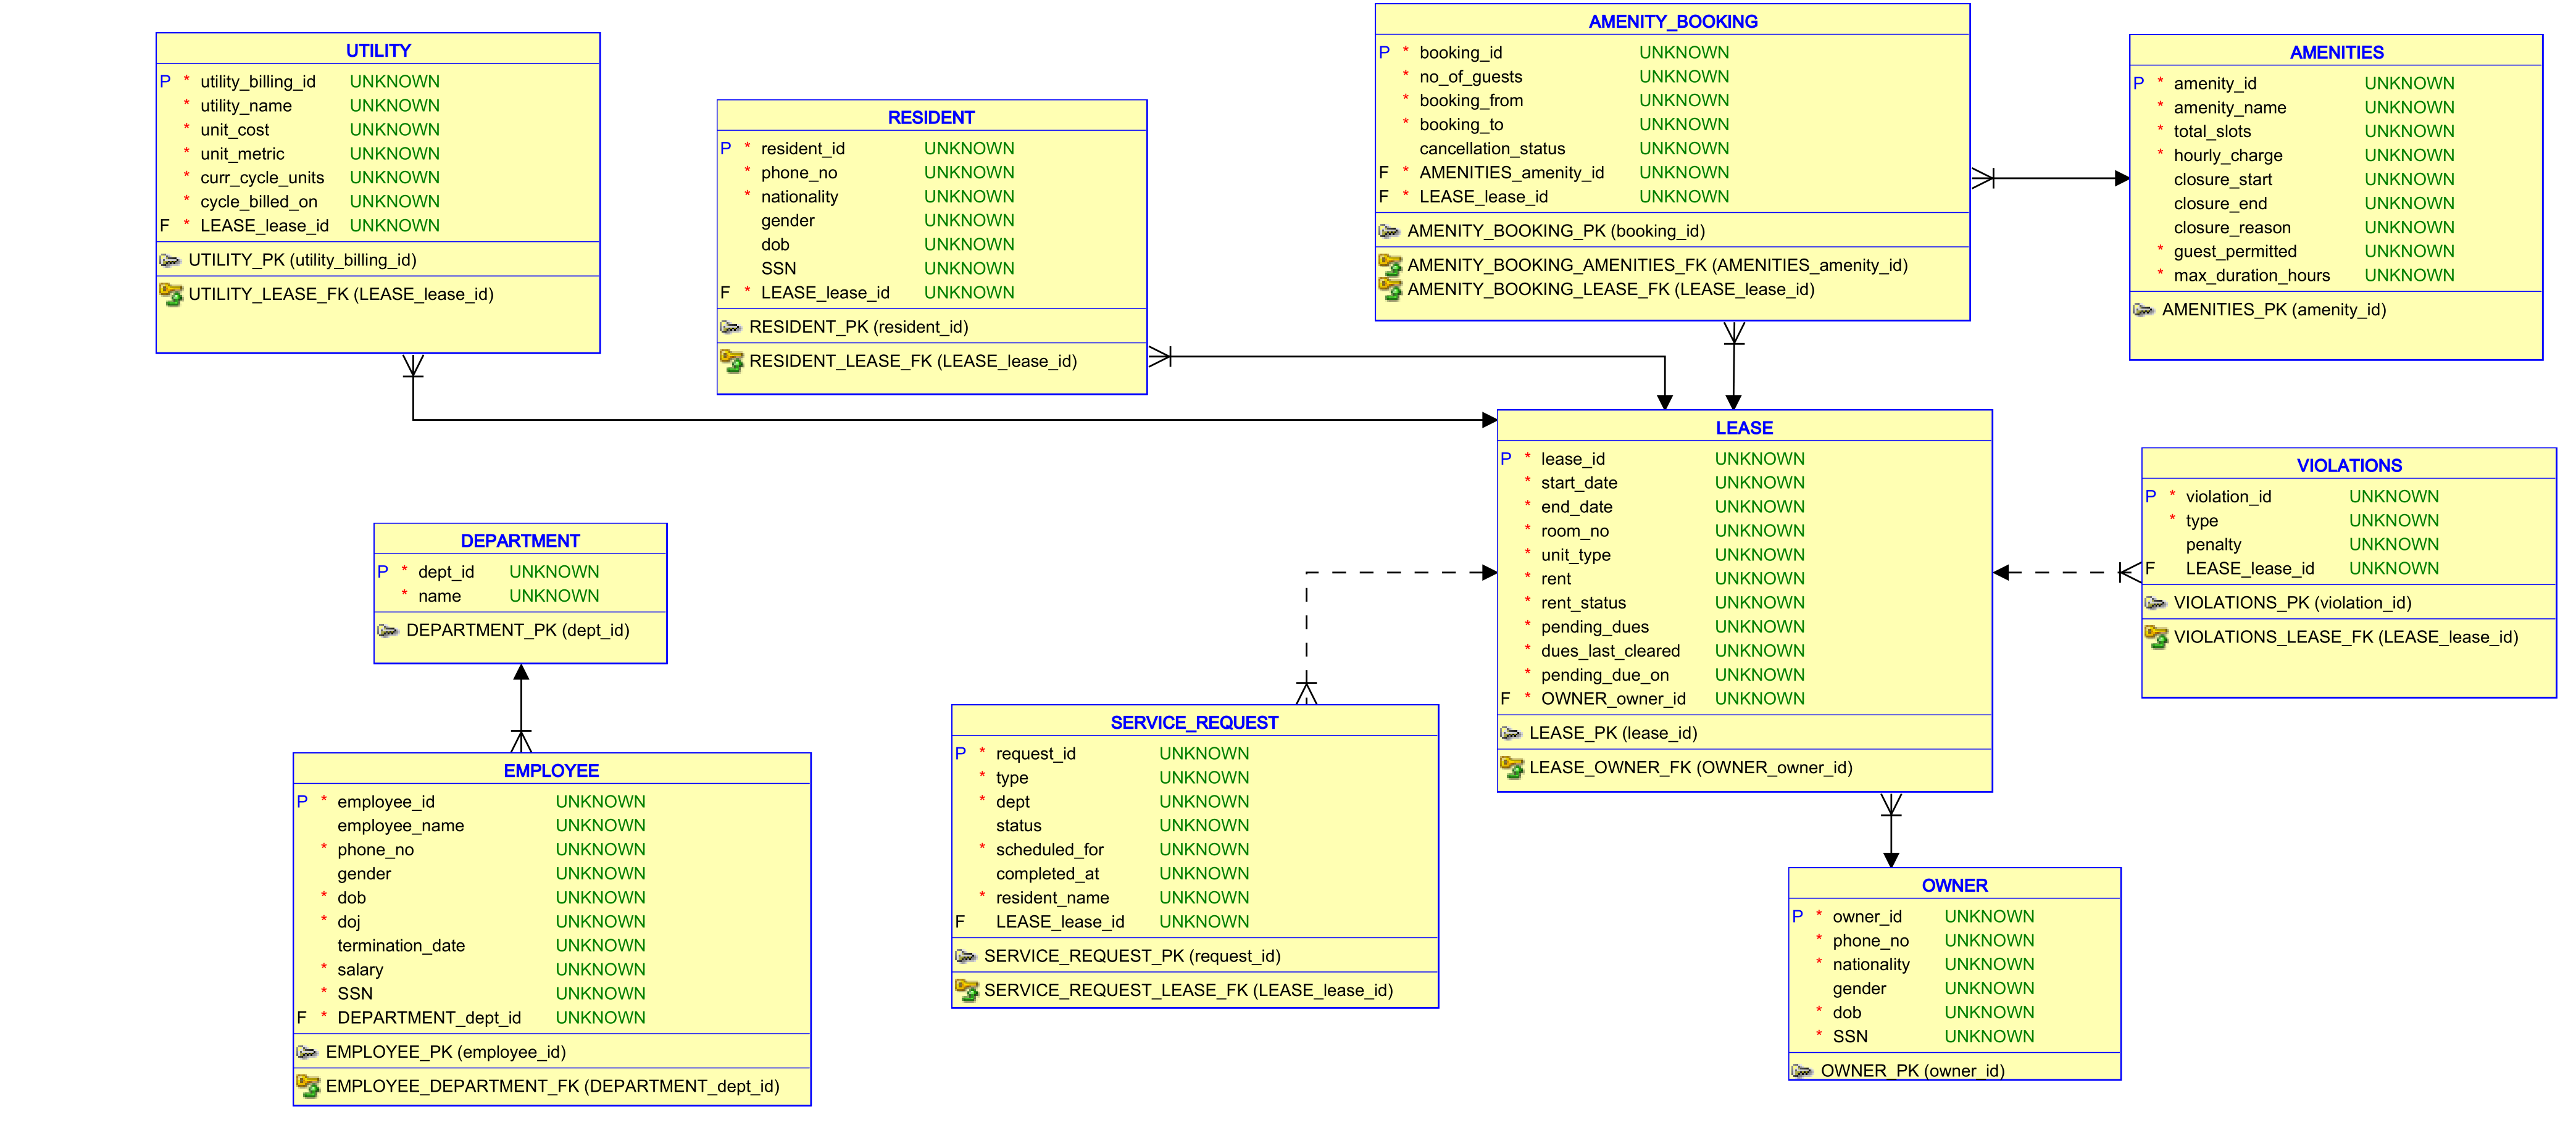 UTILITY
P * utility_billing_id UNKNOWN
* utility_name UNKNOWN
* unit_cost UNKNOWN
* unit_metric UNKNOWN
* curr_cycle_units UNKNOWN
* cycle_billed_on UNKNOWN
F * LEASE_lease_id UNKNOWN
UTILITY_PK (utility_billing_id)
UTILITY_LEASE_FK (LEASE_lease_id)
RESIDENT
P * resident_id UNKNOWN
* phone_no UNKNOWN
* nationality UNKNOWN
gender UNKNOWN
dob UNKNOWN
SSN UNKNOWN
F * LEASE_lease_id UNKNOWN
RESIDENT_PK (resident_id)
RESIDENT_LEASE_FK (LEASE_lease_id)
AMENITY_BOOKING
P * booking_id UNKNOWN
* no_of_guests UNKNOWN
* booking_from UNKNOWN
* booking_to UNKNOWN
cancellation_status UNKNOWN
F * AMENITIES_amenity_id UNKNOWN
F * LEASE_lease_id UNKNOWN
AMENITY_BOOKING_PK (booking_id)
AMENITY_BOOKING_AMENITIES_FK (AMENITIES_amenity_id)
AMENITY_BOOKING_LEASE_FK (LEASE_lease_id)
AMENITIES
P * amenity_id UNKNOWN
* amenity_name UNKNOWN
* total_slots UNKNOWN
* hourly_charge UNKNOWN
closure_start UNKNOWN
closure_end UNKNOWN
closure_reason UNKNOWN
* guest_permitted UNKNOWN
* max_duration_hours UNKNOWN
AMENITIES_PK (amenity_id)
LEASE
P * lease_id UNKNOWN
* start_date UNKNOWN
* end_date UNKNOWN
* room_no UNKNOWN
* unit_type UNKNOWN
* rent UNKNOWN
* rent_status UNKNOWN
* pending_dues UNKNOWN
* dues_last_cleared UNKNOWN
* pending_due_on UNKNOWN
F * OWNER_owner_id UNKNOWN
LEASE_PK (lease_id)
LEASE_OWNER_FK (OWNER_owner_id)
VIOLATIONS
P * violation_id UNKNOWN
* type UNKNOWN
penalty UNKNOWN
F LEASE_lease_id UNKNOWN
VIOLATIONS_PK (violation_id)
VIOLATIONS_LEASE_FK (LEASE_lease_id)
DEPARTMENT
P * dept_id UNKNOWN
* name UNKNOWN
DEPARTMENT_PK (dept_id)
EMPLOYEE
P * employee_id UNKNOWN
employee_name UNKNOWN
* phone_no UNKNOWN
gender UNKNOWN
* dob UNKNOWN
* doj UNKNOWN
termination_date UNKNOWN
* salary UNKNOWN
* SSN UNKNOWN
F * DEPARTMENT_dept_id UNKNOWN
EMPLOYEE_PK (employee_id)
EMPLOYEE_DEPARTMENT_FK (DEPARTMENT_dept_id)
SERVICE_REQUEST
P * request_id UNKNOWN
* type UNKNOWN
* dept UNKNOWN
status UNKNOWN
* scheduled_for UNKNOWN
completed_at UNKNOWN
* resident_name UNKNOWN
F LEASE_lease_id UNKNOWN
SERVICE_REQUEST_PK (request_id)
SERVICE_REQUEST_LEASE_FK (LEASE_lease_id)
OWNER
P * owner_id UNKNOWN
* phone_no UNKNOWN
* nationality UNKNOWN
gender UNKNOWN
* dob UNKNOWN
* SSN UNKNOWN
OWNER_PK (owner_id)